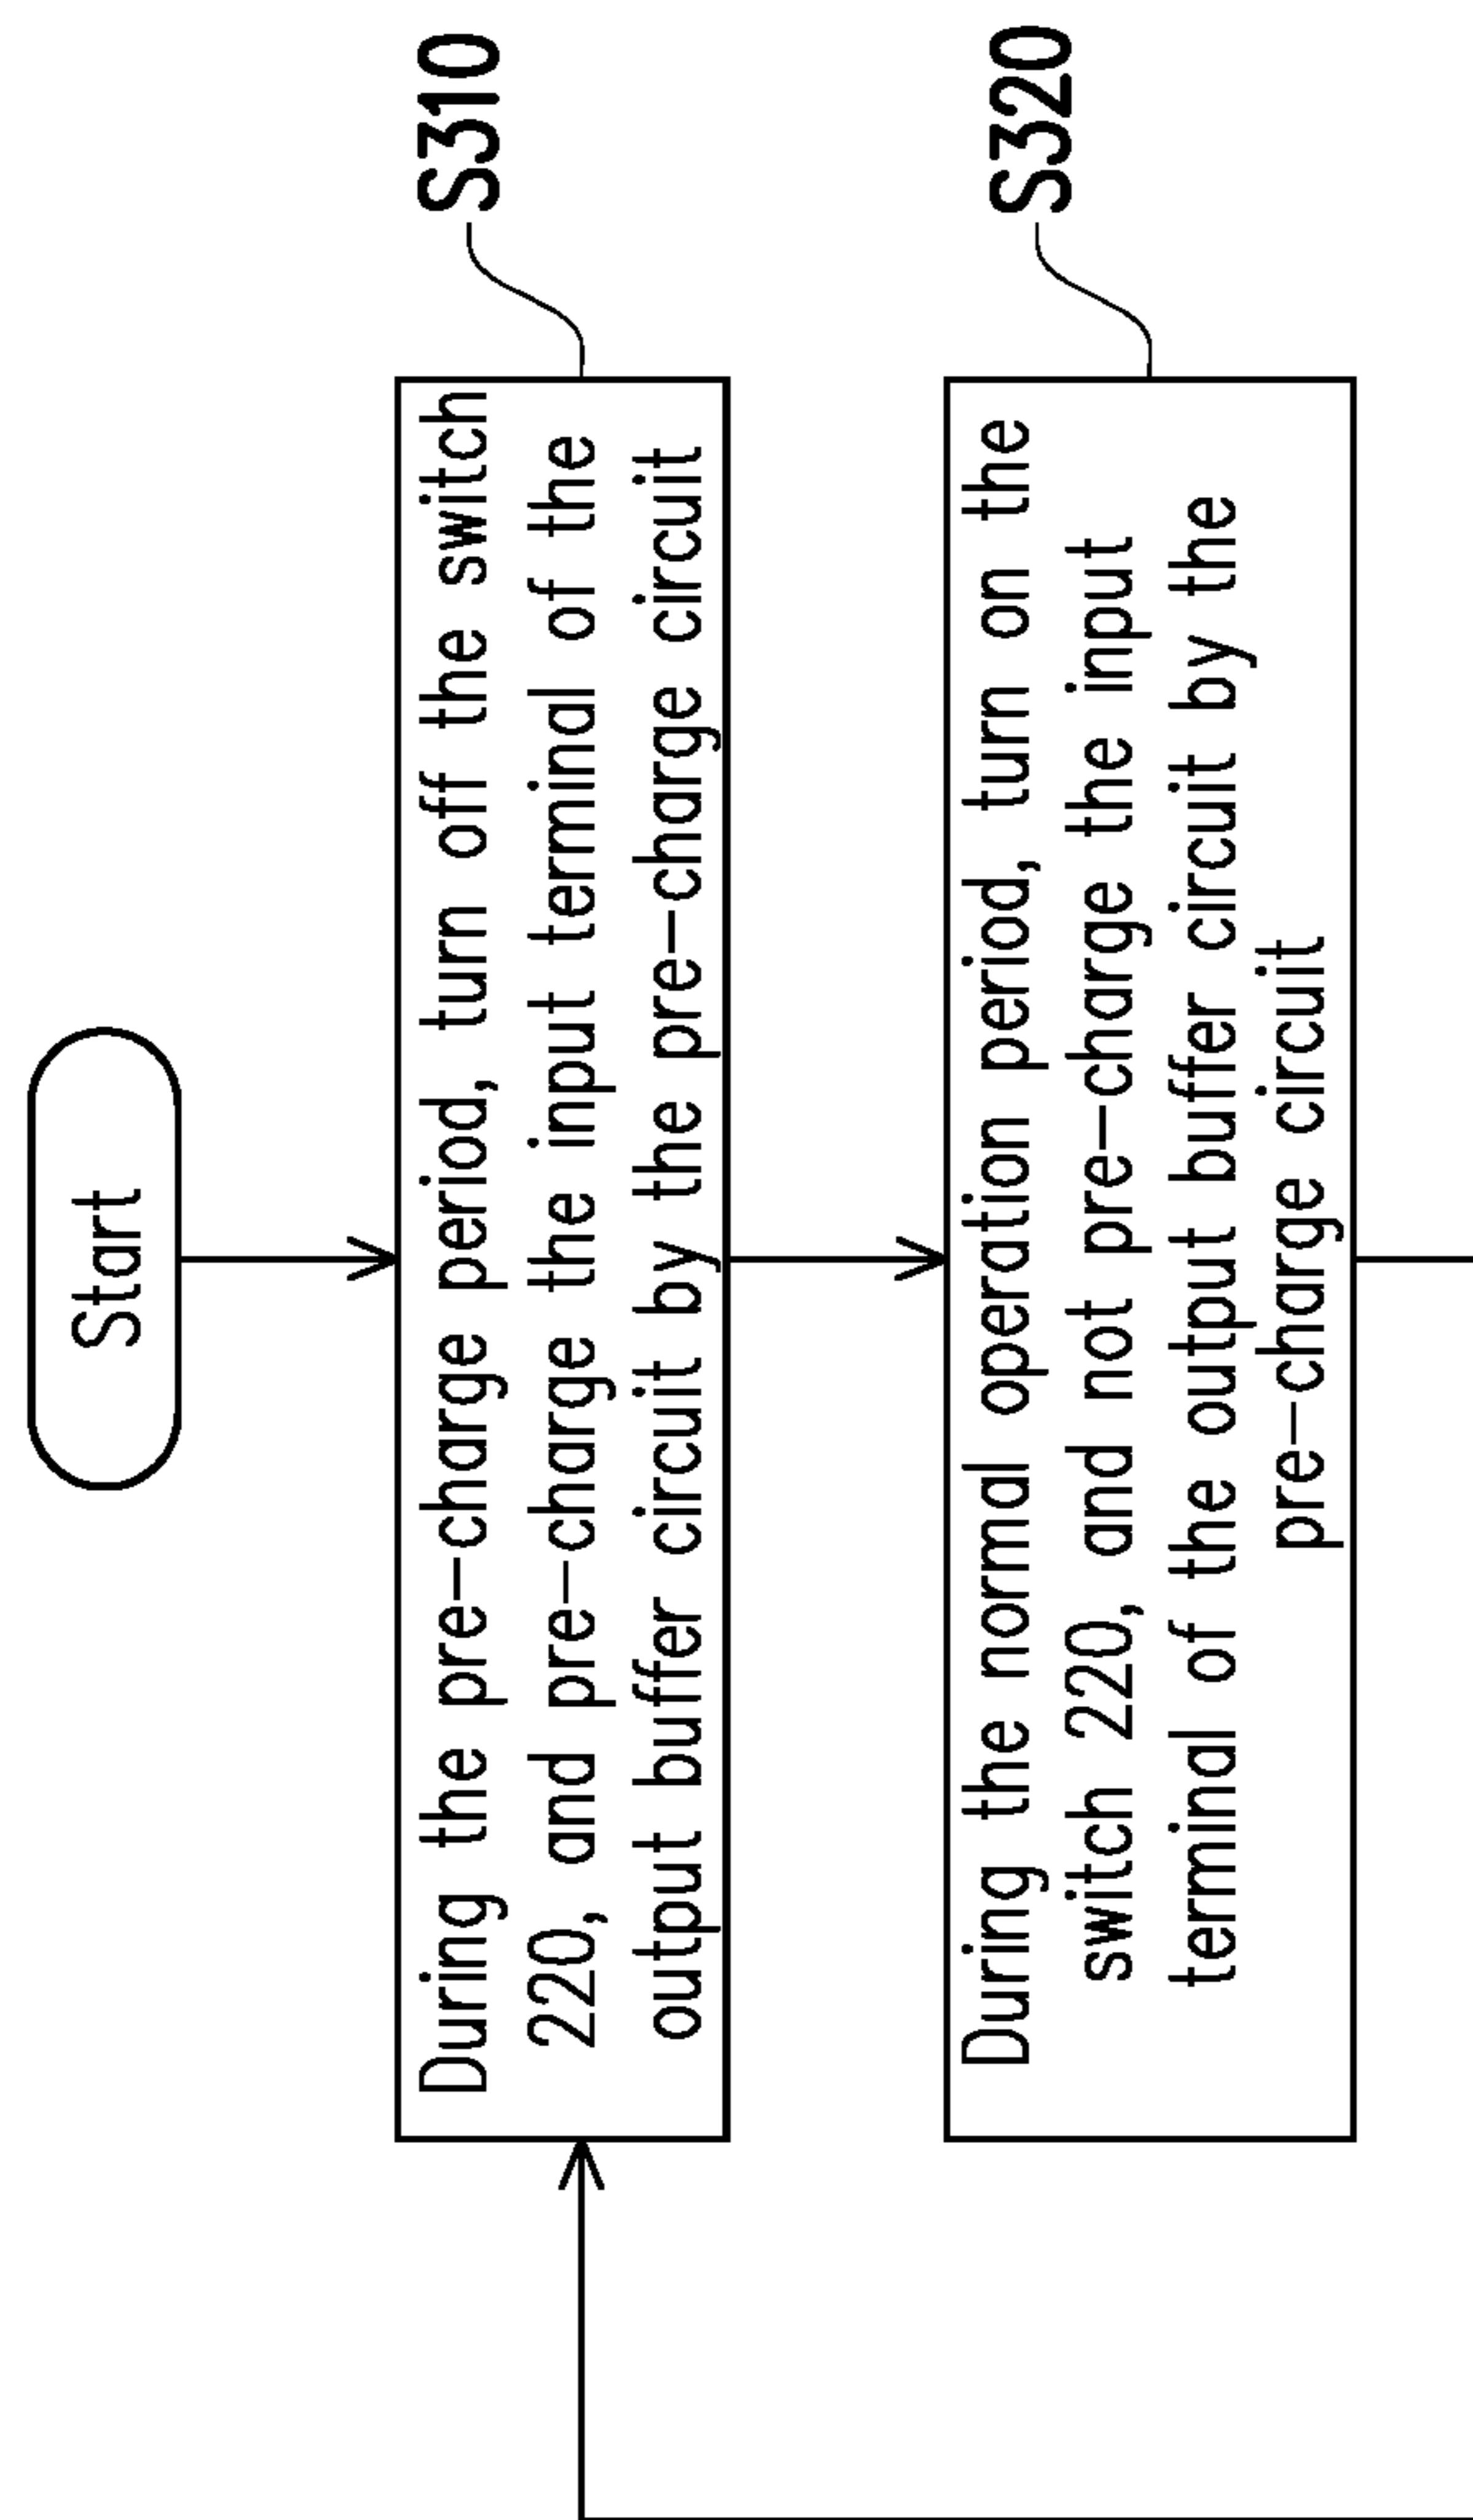 Start
S310
During the pre-charge period, turn off the switch
220, and pre-charge the input terminal of the
output buffer circuit by the pre-charge circuit
S320
During the normal operation period, turn on the
switch 220, and not pre-charge the input
terminal of the output buffer circuit by the
pre-charge circuit